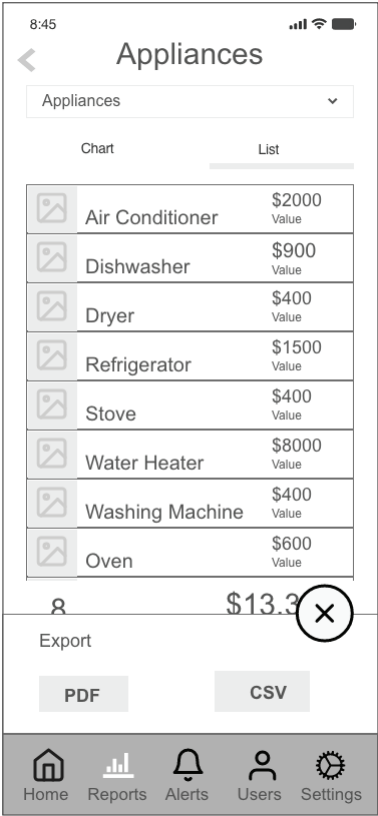 8:45
Appliances
Appliances
Chart List
Air Conditioner $2000
Value
Dishwasher $900
Value
Dryer $400
Value
Refrigerator $1500
Value
Stove $400
Value
Water Heater $8000
Value
Washing Machine $400
Value
Oven $600
Value
8 $13.3
Export
PDF CSV
Home Reports Alerts Users Settings